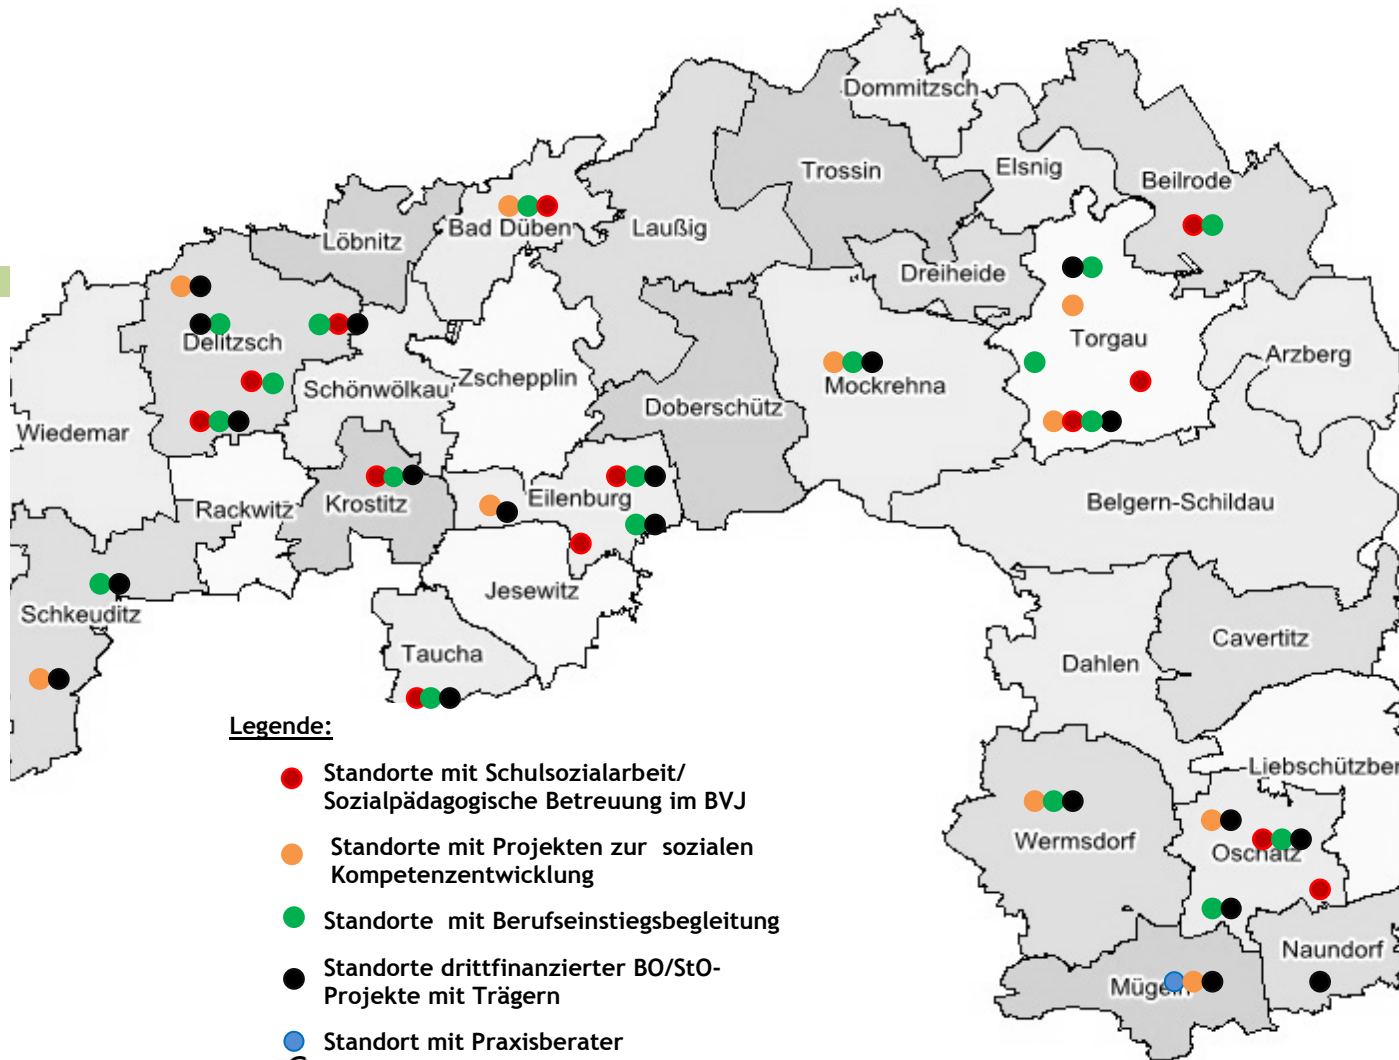 Dommitzsch
Elsnig
Trossin
Beilrode
Bad Düben
Laußig
Löbnitz
Dreiheide
Torgau
Delitzsch
Arzberg
Zschepplin
Schönwölkau
Mockrehna
Doberschütz
Wiedemar
Eilenburg
Krostitz
Rackwitz
Belgern-Schildau
Jesewitz
Schkeuditz
Cavertitz
Taucha
Dahlen
Liebschützber
Wermsdorf
Oschatz
Naundorf
Mügeln
Legende:
Standorte mit Schulsozialarbeit/
Sozialpädagogische Betreuung im BVJ
Standorte mit Projekten zur sozialen
Kompetenzentwicklung
Standorte mit Berufseinstiegsbegleitung
Standorte drittfinanzierter BO/StO-
Projekte mit Trägern
Standort mit Praxisberater